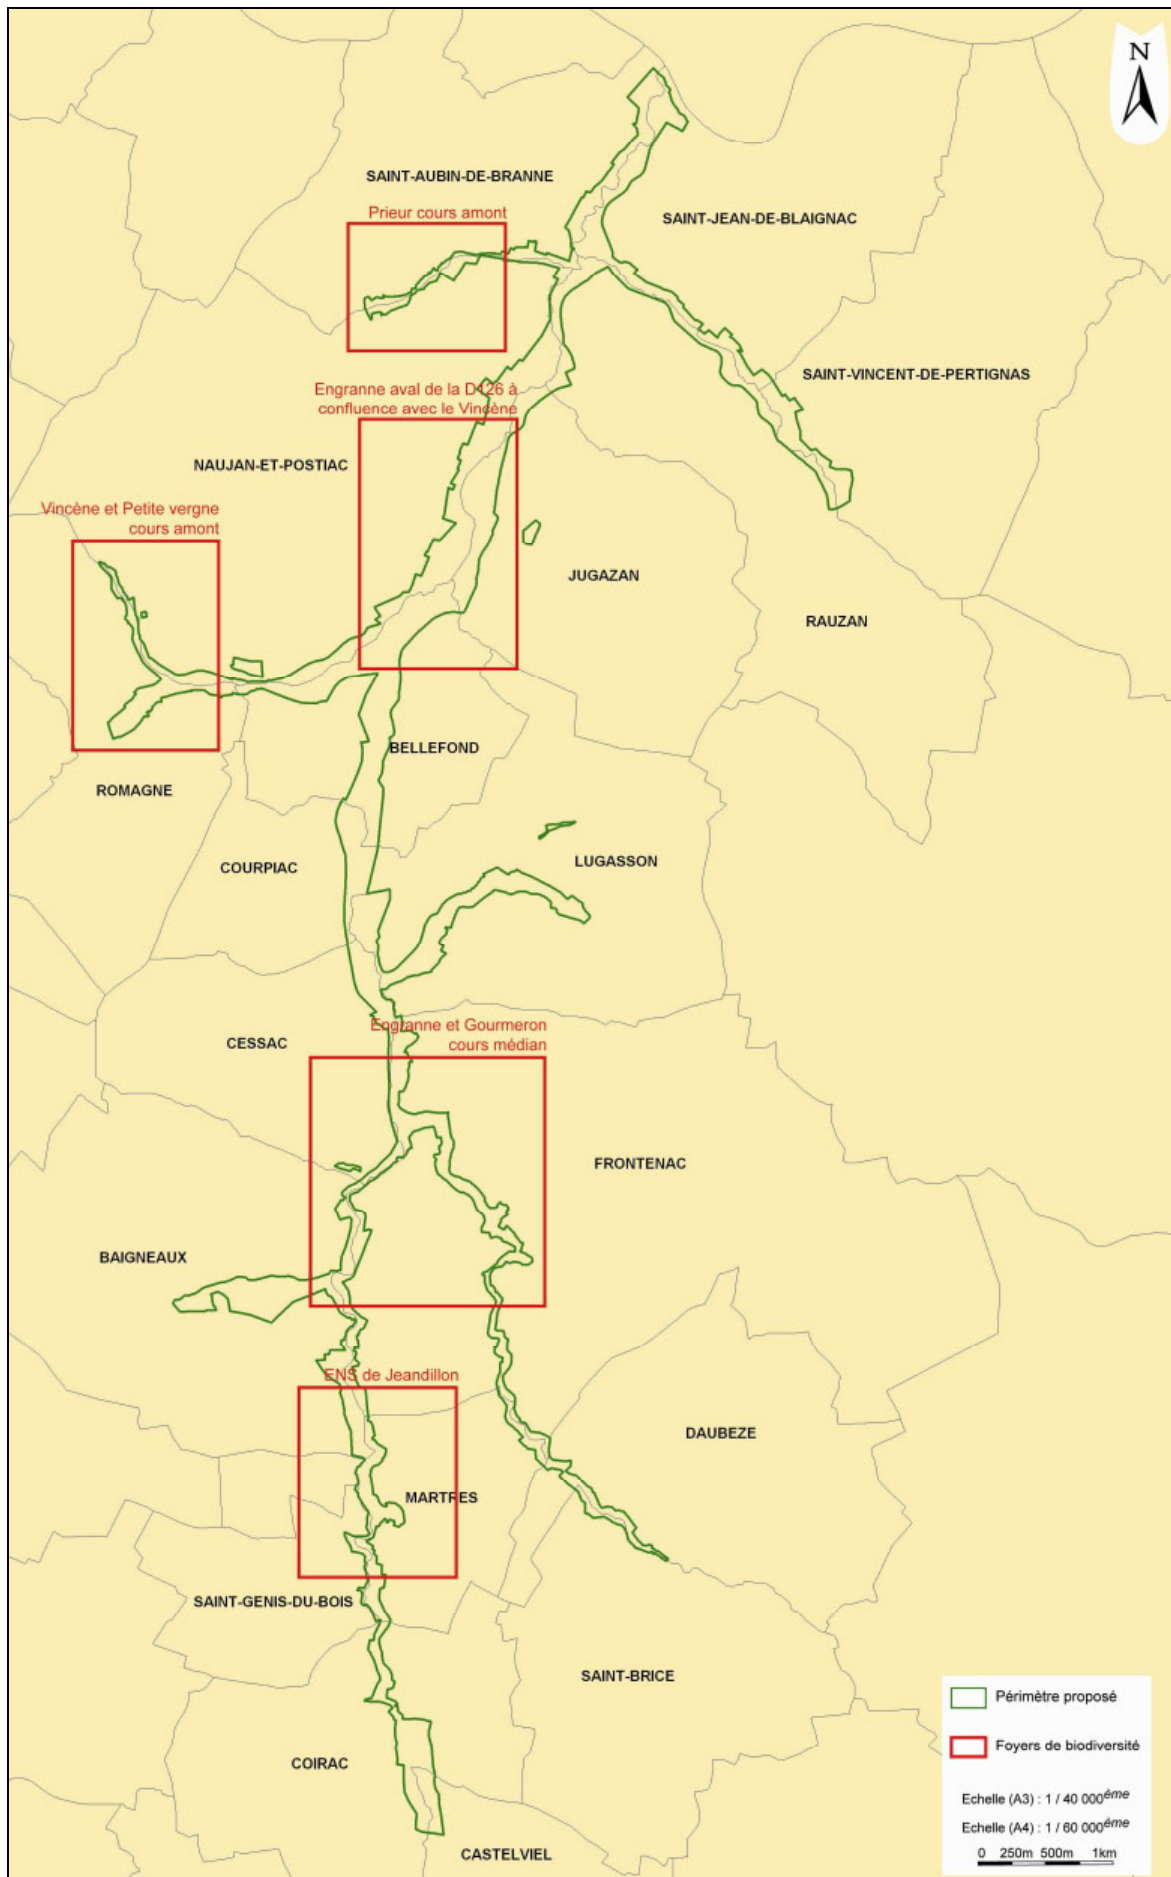 N
SAINT-AUBIN-DE-BRANNE
Prieur cours amont
SAINT-JEAN-DE-BLAIGNAC
SAINT-VINCENT-DE-PERTIGNAS
Engranne aval de la D126 à
confluence avec le Vincène
NAUJAN-ET-POSTIAC
Vincène et Petite vergne
cours amont
JUGAZAN
RAUZAN
BELLEFOND
ROMAGNE
COURPIAC
LUGASSON
Engranne et Gourmeron
cours médian
CESSAC
FRONTENAC
BAIGNEAUX
ENS de Jeandillon
DAUBEZE
MARTRES
SAINT-GENIS-DU-BOIS
SAINT-BRICE
COIRAC
CASTELVIEL
Périmètre proposé
Foyers de biodiversité
Echelle (A3) : 1 / 40 000ème
Echelle (A4) : 1 / 60 000ème
0 250m 500m 1km